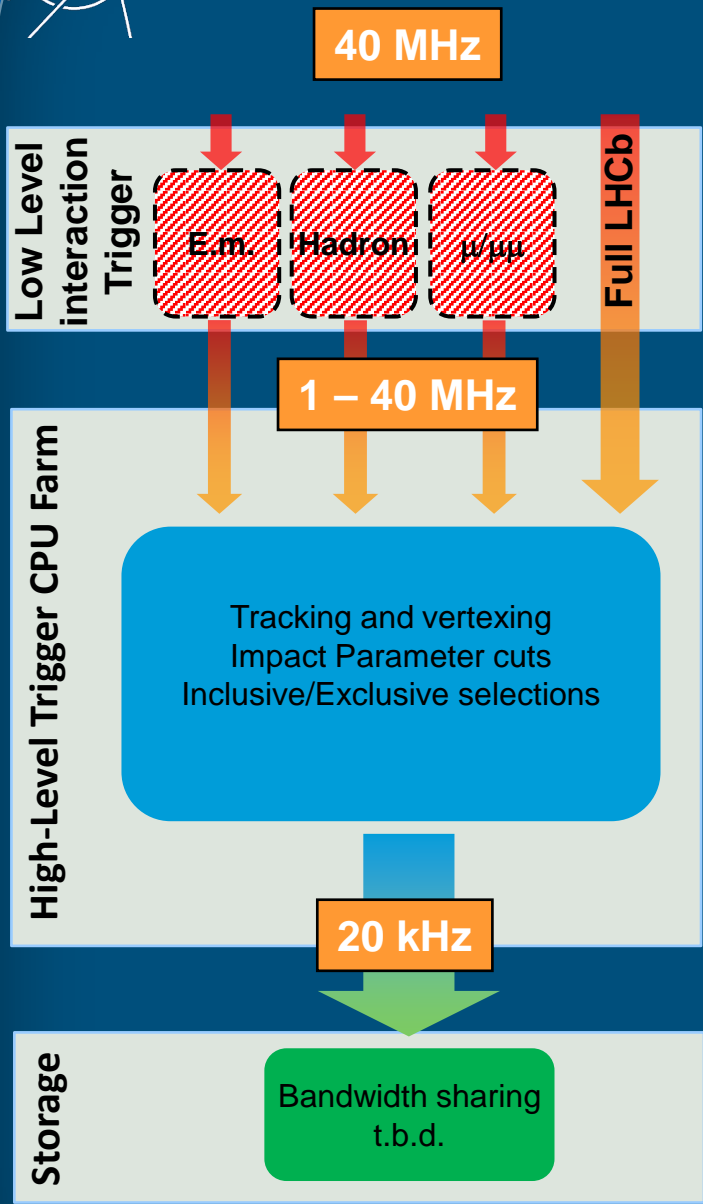 40 MHz
Low Level
interaction
Trigger
E.m.
Hadron
μ/μμ
Full LHCb
1 – 40 MHz
High-Level Trigger CPU Farm
Tracking and vertexing
Impact Parameter cuts
Inclusive/Exclusive selections
20 kHz
Storage
Bandwidth sharing
t.b.d.